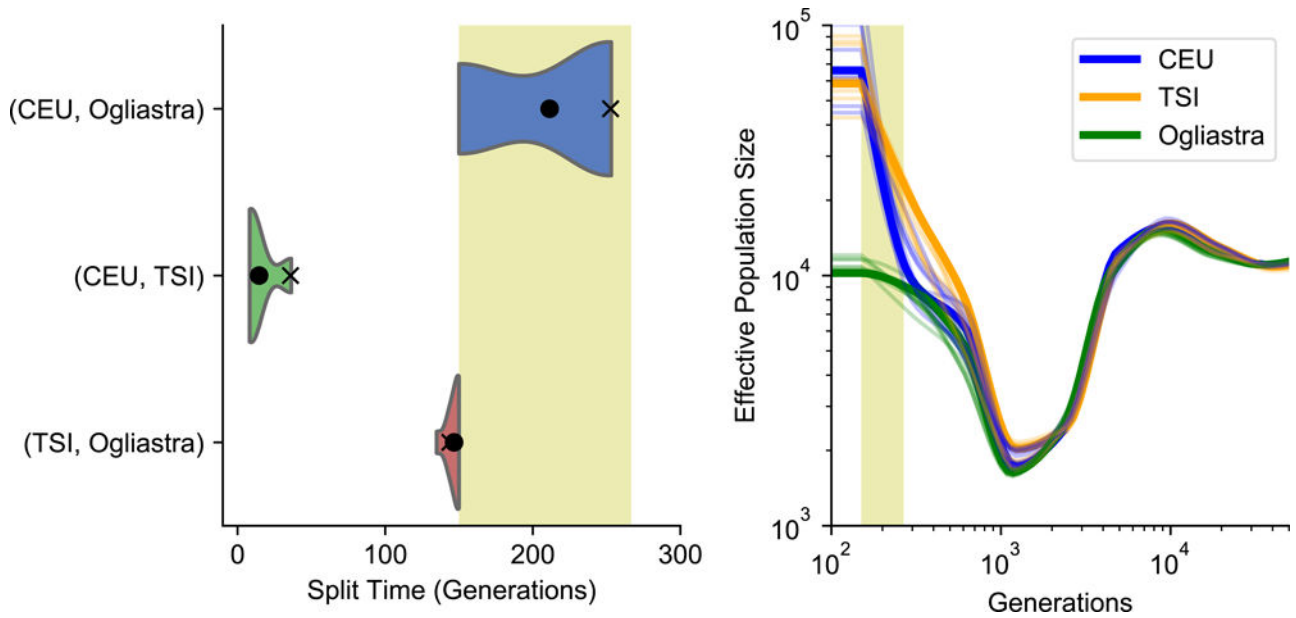 (CEU, Ogliastra)
(CEU, TSI)
(TSI, Ogliastra)
0
100
200
300
Split Time (Generations)
Effective Population Size
10^5
10^4
10^3
10^2
10^3
10^4
Generations
CEU
TSI
Ogliastra